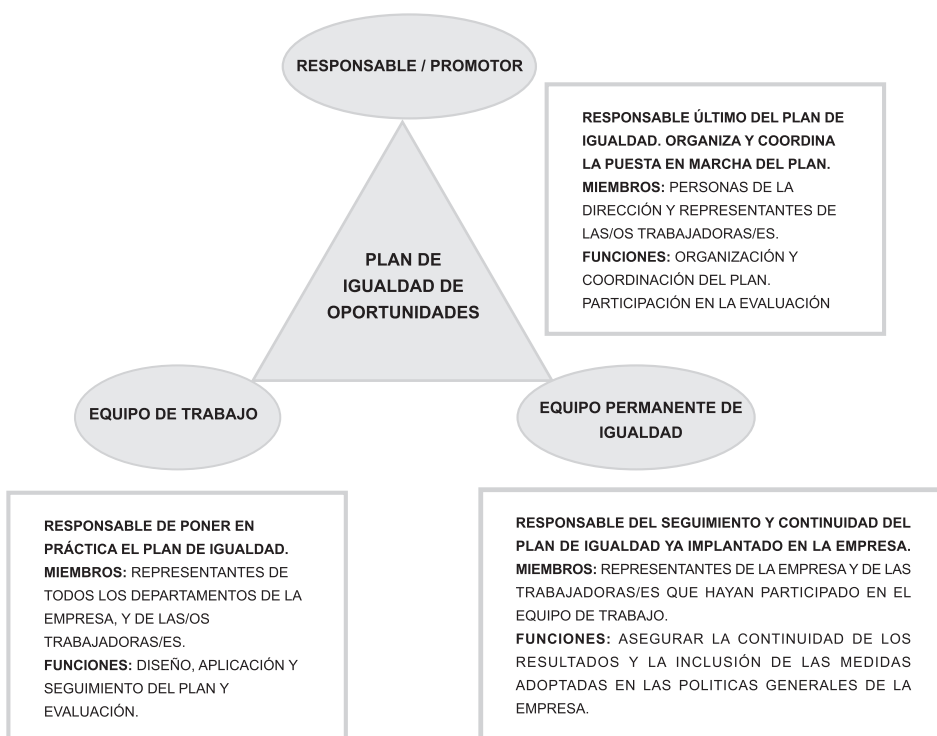 RESPONSABLE / PROMOTOR
RESPONSABLE ÚLTIMO DEL PLAN DE
IGUALDAD. ORGANIZA Y COORDINA
LA PUESTA EN MARCHA DEL PLAN.
MIEMBROS: PERSONAS DE LA
DIRECCIÓN Y REPRESENTANTES DE
LAS/OS TRABAJADORAS/ES.
FUNCIONES: ORGANIZACIÓN Y
COORDINACIÓN DEL PLAN.
PARTICIPACIÓN EN LA EVALUACIÓN
PLAN DE
IGUALDAD DE
OPORTUNIDADES
EQUIPO DE TRABAJO
EQUIPO PERMANENTE DE
IGUALDAD
RESPONSABLE DE PONER EN
PRÁCTICA EL PLAN DE IGUALDAD.
MIEMBROS: REPRESENTANTES DE
TODOS LOS DEPARTAMENTOS DE LA
EMPRESA, Y DE LAS/OS
TRABAJADORAS/ES.
FUNCIONES: DISEÑO, APLICACIÓN Y
SEGUIMIENTO DEL PLAN Y
EVALUACIÓN.
RESPONSABLE DEL SEGUIMIENTO Y CONTINUIDAD DEL
PLAN DE IGUALDAD YA IMPLANTADO EN LA EMPRESA.
MIEMBROS: REPRESENTANTES DE LA EMPRESA Y DE LAS
TRABAJADORAS/ES QUE HAYAN PARTICIPADO EN EL
EQUIPO DE TRABAJO.
FUNCIONES: ASEGURAR LA CONTINUIDAD DE LOS
RESULTADOS Y LA INCLUSIÓN DE LAS MEDIDAS
ADOPTADAS EN LAS POLITICAS GENERALES DE LA
EMPRESA.